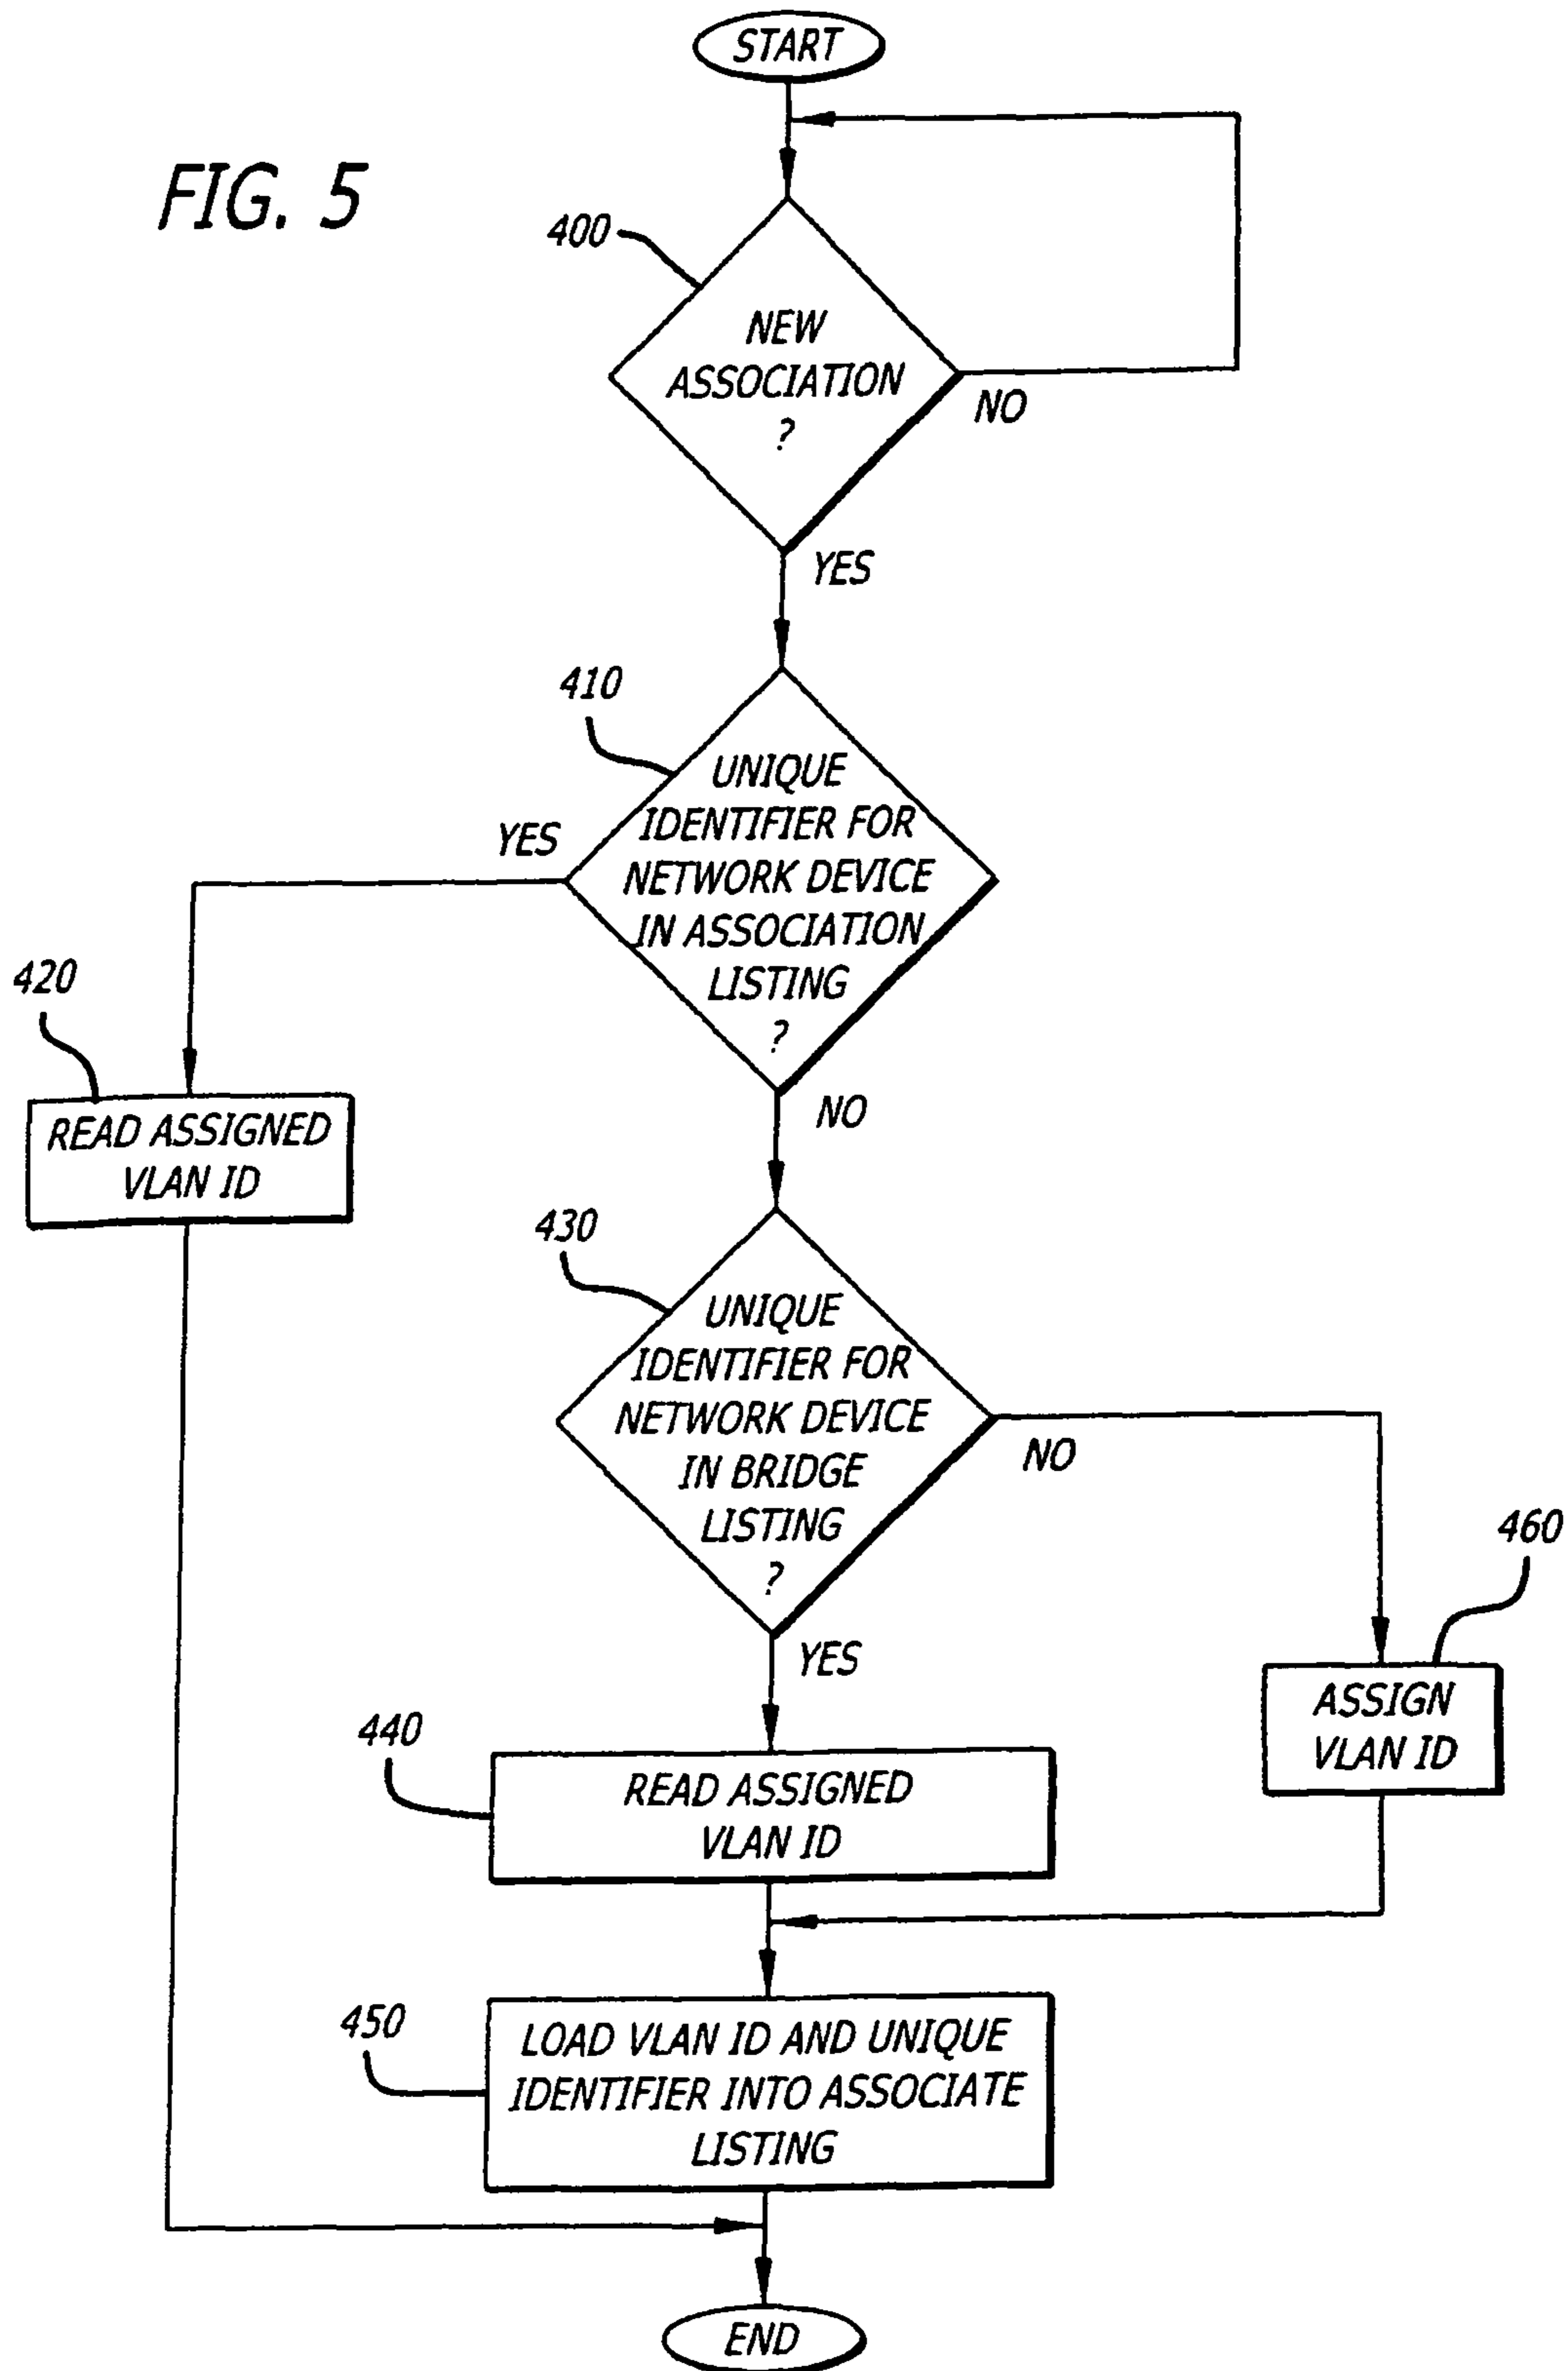 START
FIG. 5
400
NEW
ASSOCIATION
?
NO
YES
410
UNIQUE
IDENTIFIER FOR
NETWORK DEVICE
IN ASSOCIATION
LISTING
?
YES
NO
420
READ ASSIGNED
VLAN ID
430
UNIQUE
IDENTIFIER FOR
NETWORK DEVICE
IN BRIDGE
LISTING
?
NO
YES
460
ASSIGN
VLAN ID
440
READ ASSIGNED
VLAN ID
450
LOAD VLAN ID AND UNIQUE
IDENTIFIER INTO ASSOCIATE
LISTING
END